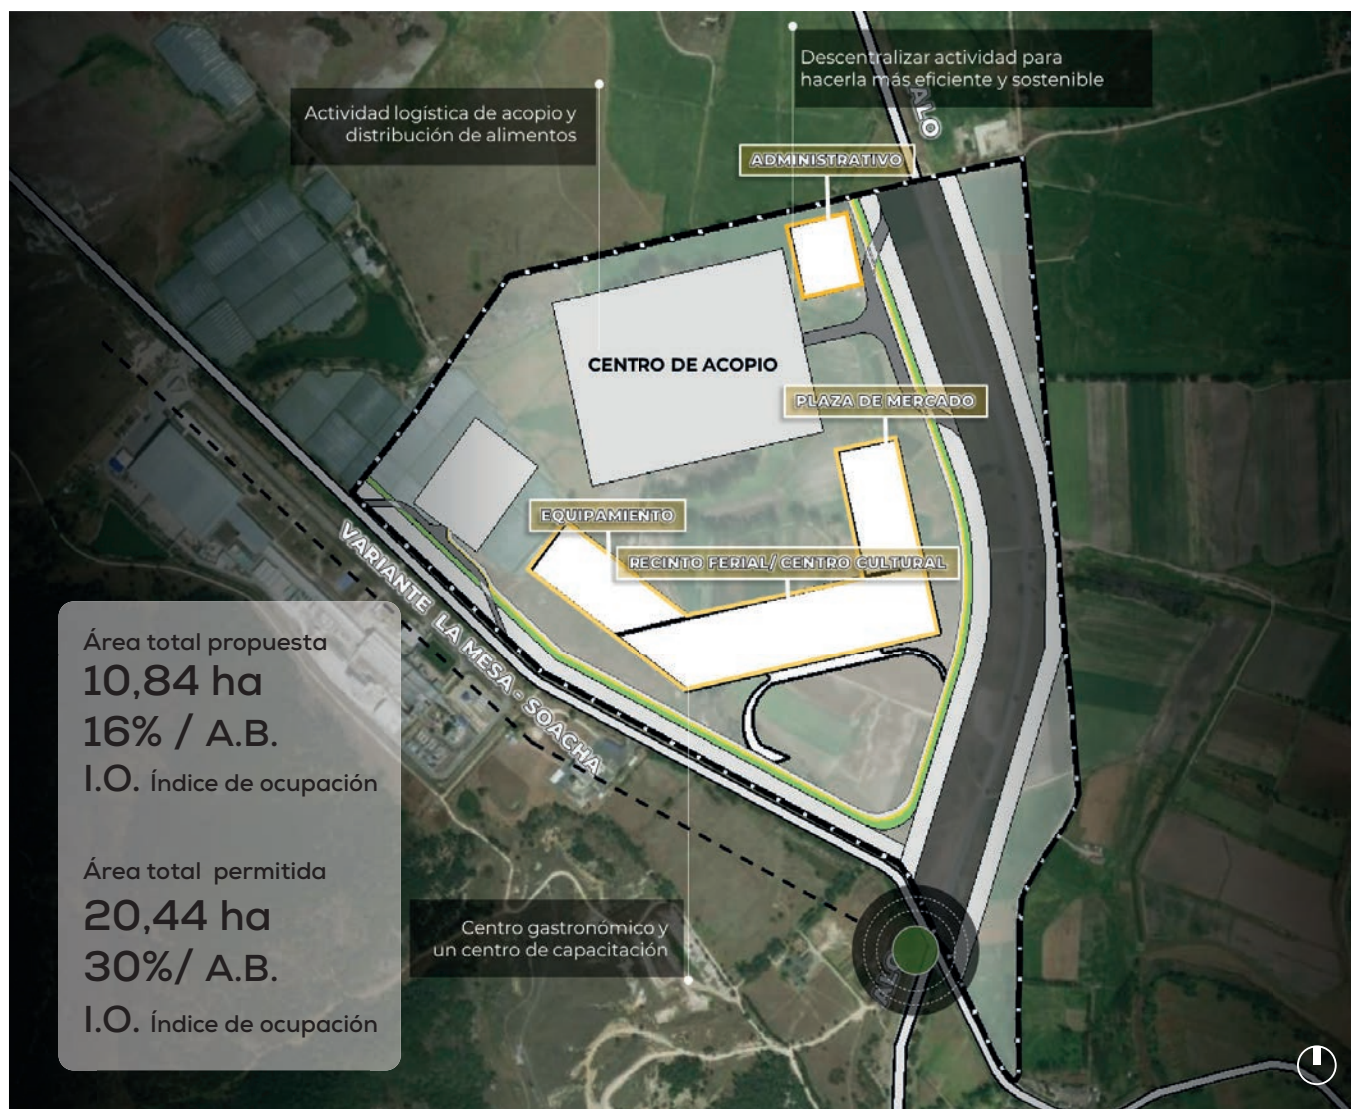 Descentralizar actividad para
hacerla más eficiente y sostenible
Actividad logística de acopio y
distribución de alimentos
ALO
ADMINISTRATIVO
CENTRO DE ACOPIO
PLAZA DE MERCADO
EQUIPAMIENTO
RECINTO FERIAL/ CENTRO CULTURAL
VARIANTE LA MESA - SOACHA
Área total propuesta
10,84 ha
16% / A.B.
I.O. Índice de ocupación
Área total permitida
20,44 ha
30%/ A.B.
I.O. Índice de ocupación
Centro gastronómico y
un centro de capacitación